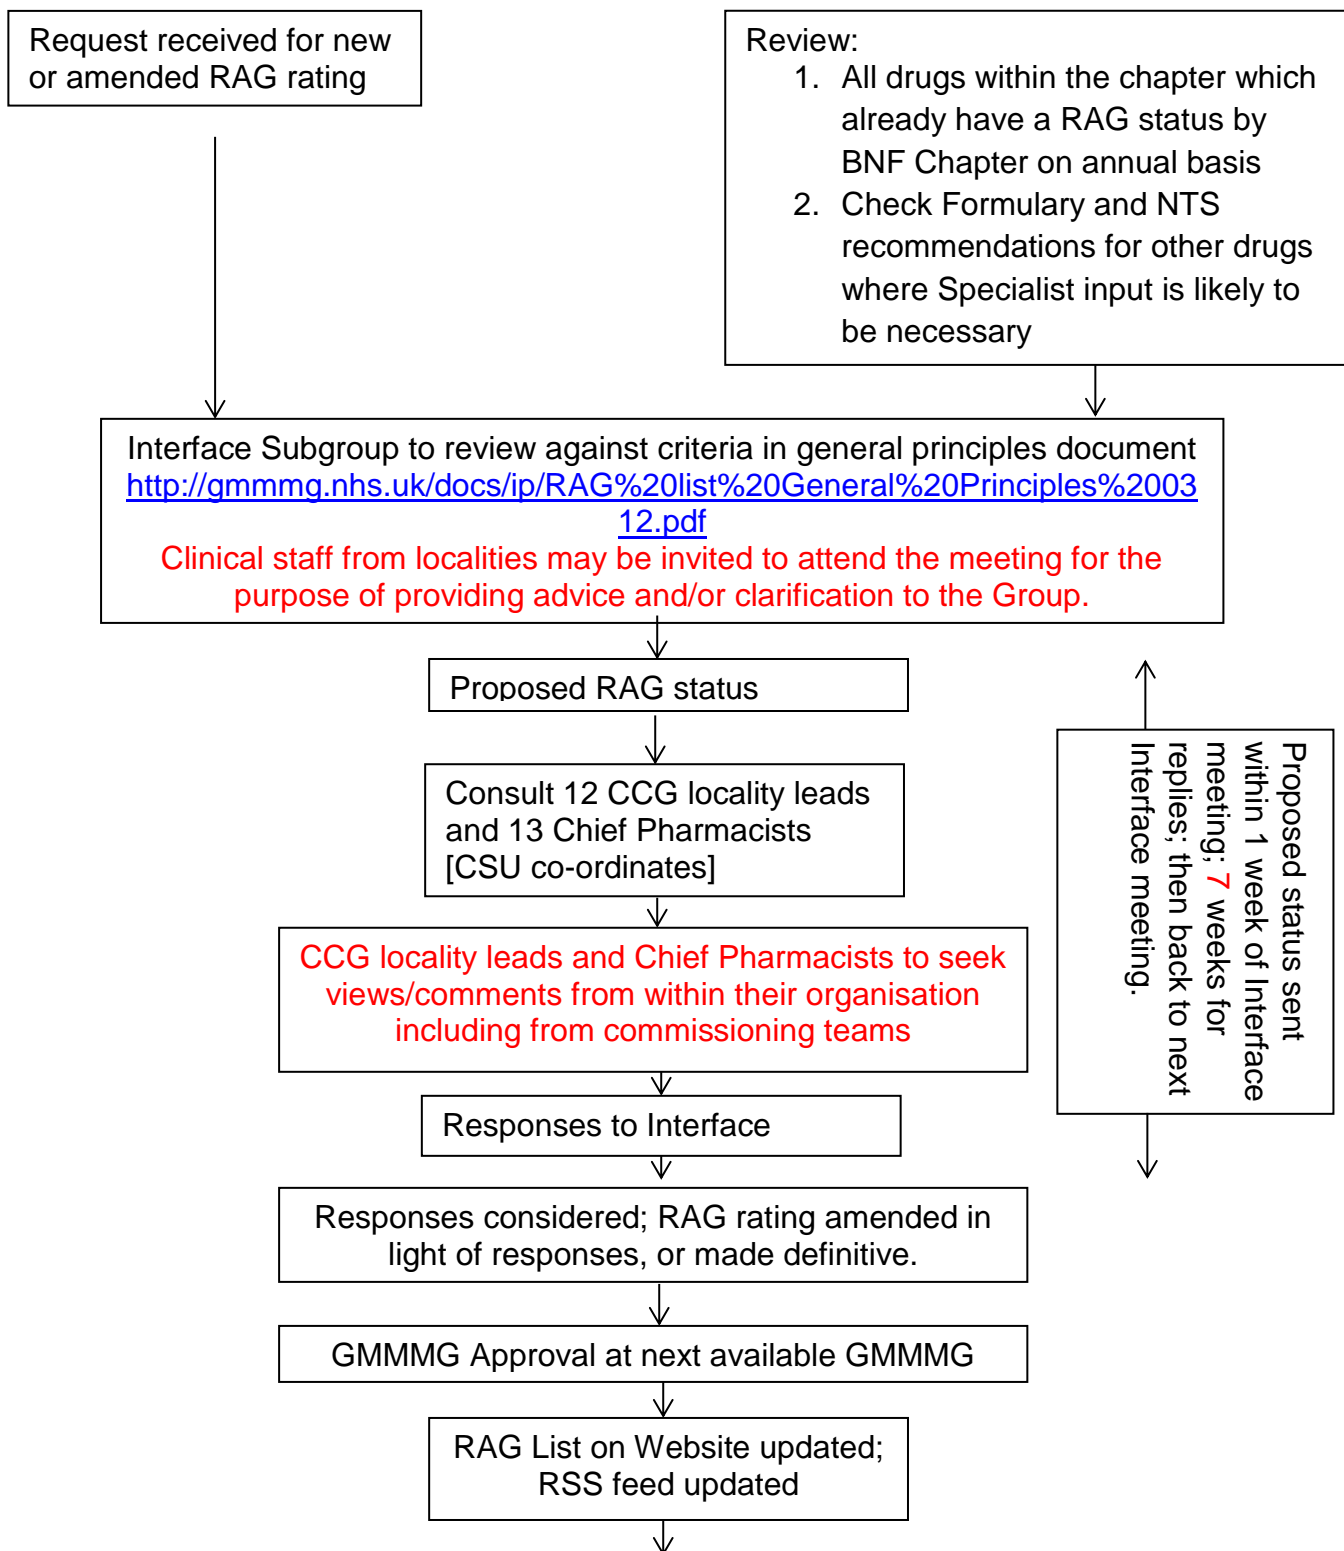 Request received for new
or amended RAG rating
Review:
1. All drugs within the chapter which
already have a RAG status by
BNF Chapter on annual basis
2. Check Formulary and NTS
recommendations for other drugs
where Specialist input is likely to
be necessary
Interface Subgroup to review against criteria in general principles document
http://gmmmg.nhs.uk/docs/ip/RAG%20list%20General%20Principles%2003
12.pdf
Clinical staff from localities may be invited to attend the meeting for the
purpose of providing advice and/or clarification to the Group.
Proposed RAG status
Consult 12 CCG locality leads
and 13 Chief Pharmacists
[CSU co-ordinates]
CCG locality leads and Chief Pharmacists to seek
views/comments from within their organisation
including from commissioning teams
Proposed status sent
within 1 week of Interface
meeting; 7 weeks for
replies; then back to next
Interface meeting.
Responses to Interface
Responses considered; RAG rating amended in
light of responses, or made definitive.
GMMMG Approval at next available GMMMG
RAG List on Website updated;
RSS feed updated